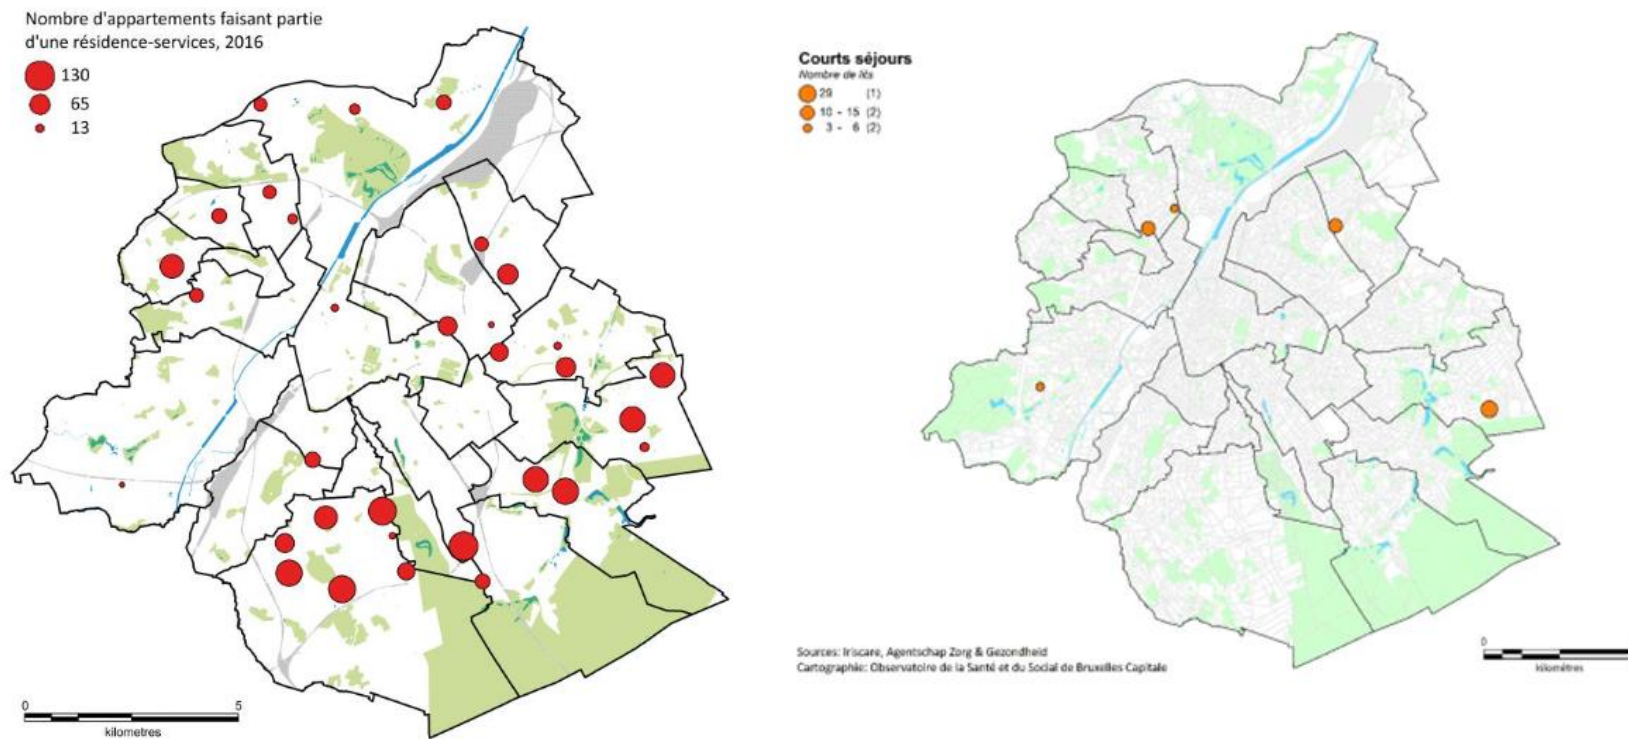 Nombre d'appartements faisant partie
d'une résidence-services, 2016
130
65
13
0 5
kilometres
Courts séjours
Nombre de lits
29 (1)
10 - 15 (2)
3 - 6 (2)
Sources: Iriscare, Agentschap Zorg & Gezondheid
Cartographie: Observatoire de la Santé et du Social de Bruxelles Capitale
0
kilomètres